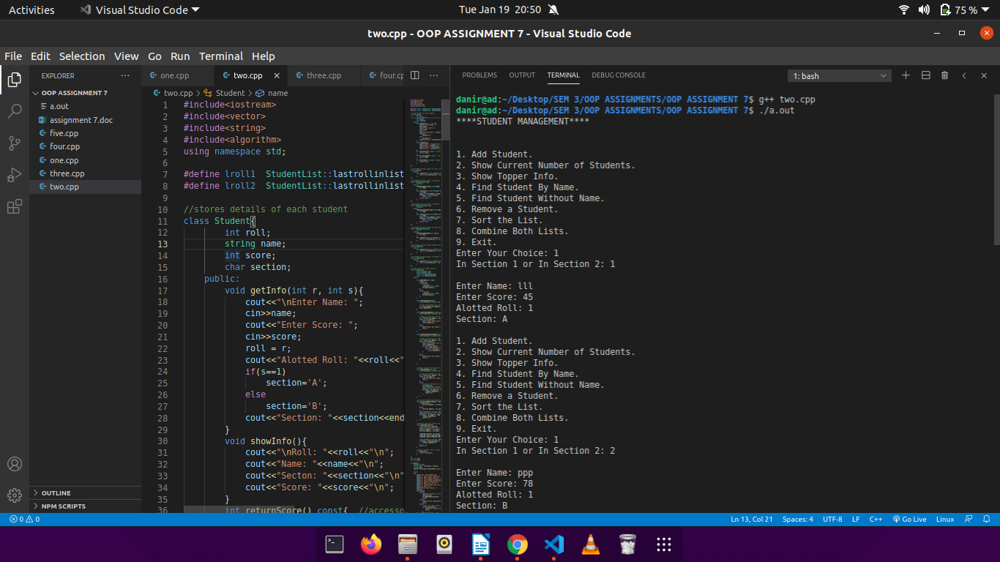 Activities Visual Studio Code Tue Jan 19 20:50 75 %
two.cpp - OOP ASSIGNMENT 7 - Visual Studio Code
File Edit Selection View Go Run Terminal Help
EXPLORER
OOP ASSIGNMENT 7
a.out
assignment 7.doc
five.cpp
four.cpp
one.cpp
three.cpp
two.cpp
OUTLINE
NPM SCRIPTS
one.cpp two.cpp three.cpp four.cp
two.cpp > Student > name
1 #include<iostream>
2 #include<vector>
3 #include<string>
4 #include<algorithm>
5 using namespace std;
6
7 #define lroll1  StudentList::lastrollinlist
8 #define lroll2  StudentList::lastrollinlist
9
10 //stores details of each student
11 class Student{
12 int roll;
13 string name;
14 int score;
15 char section;
16 public:
17 void getInfo(int r, int s){
18 cout<<"\nEnter Name: ";
19 cin>>name;
20 cout<<"Enter Score: ";
21 cin>>score;
22 roll = r;
23 cout<<"Alotted Roll: "<<roll<<"
24 if(s==1)
25 section='A';
26 else
27 section='B';
28 cout<<"Section: "<<section<<end
29 }
30 void showInfo(){
31 cout<<"\nRoll: "<<roll<<"\n";
32 cout<<"Name: "<<name<<"\n";
33 cout<<"Secton: "<<section<<"\n"
34 cout<<"Score: "<<score<<"\n";
35 }
36 int returnScore() const{  //accesso
PROBLEMS OUTPUT TERMINAL DEBUG CONSOLE 1: bash
danir@ad:~/Desktop/SEM 3/OOP ASSIGNMENTS/OOP ASSIGNMENT 7$ g++ two.cpp
danir@ad:~/Desktop/SEM 3/OOP ASSIGNMENTS/OOP ASSIGNMENT 7$ ./a.out
****STUDENT MANAGEMENT****
1. Add Student.
2. Show Current Number of Students.
3. Show Topper Info.
4. Find Student By Name.
5. Find Student Without Name.
6. Remove a Student.
7. Sort the List.
8. Combine Both Lists.
9. Exit.
Enter Your Choice: 1
In Section 1 or In Section 2: 1
Enter Name: lll
Enter Score: 45
Alotted Roll: 1
Section: A
1. Add Student.
2. Show Current Number of Students.
3. Show Topper Info.
4. Find Student By Name.
5. Find Student Without Name.
6. Remove a Student.
7. Sort the List.
8. Combine Both Lists.
9. Exit.
Enter Your Choice: 1
In Section 1 or In Section 2: 2
Enter Name: ppp
Enter Score: 78
Alotted Roll: 1
Section: B
0 0 Ln 13, Col 21 Spaces: 4 UTF-8 LF C++ Go Live Linux